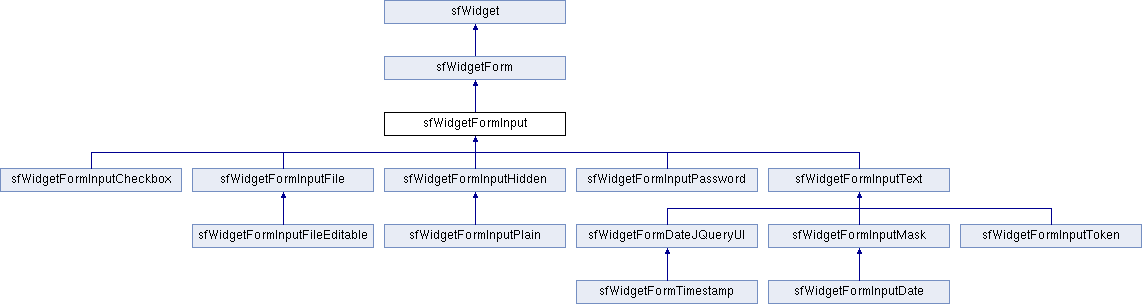 sfWidget
sfWidgetForm
sfWidgetFormInput
sfWidgetFormInputCheckbox
sfWidgetFormInputFile
sfWidgetFormInputHidden
sfWidgetFormInputPassword
sfWidgetFormInputText
sfWidgetFormInputFileEditable
sfWidgetFormInputPlain
sfWidgetFormDateJQueryUI
sfWidgetFormInputMask
sfWidgetFormInputToken
sfWidgetFormTimestamp
sfWidgetFormInputDate